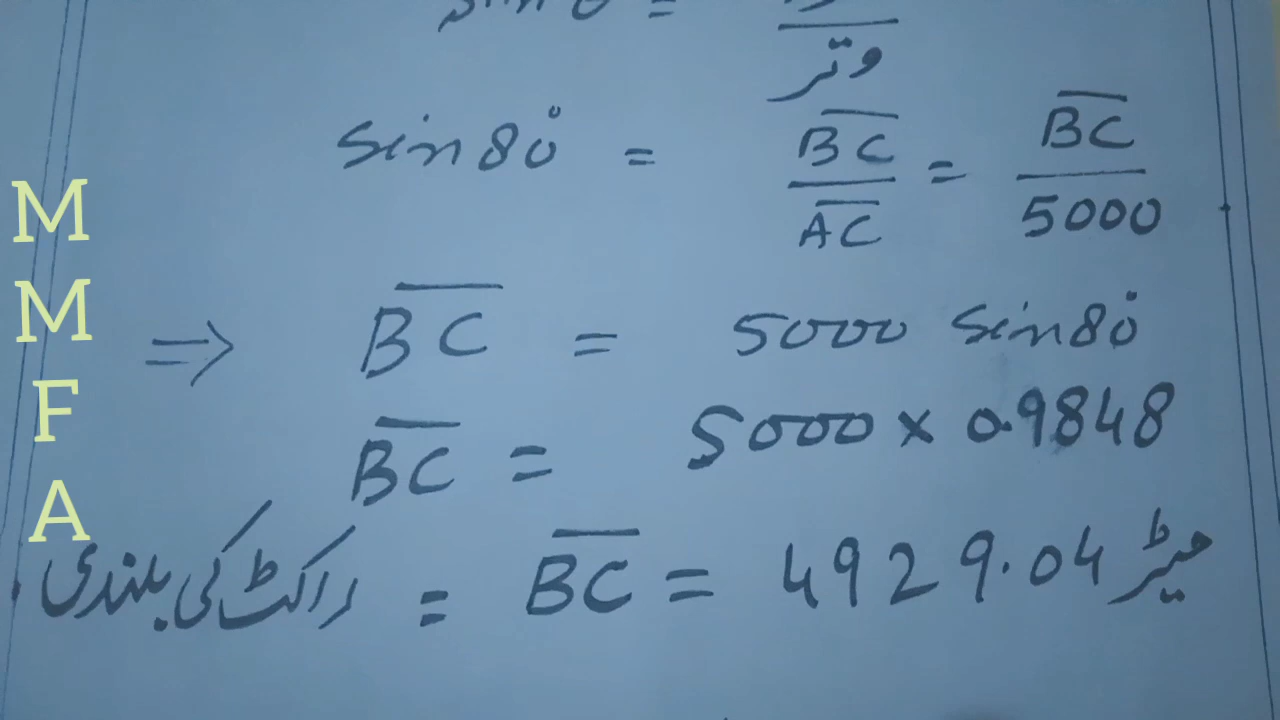 sin θ =
وتر
sin 80° = BC / AC = BC / 5000
⇒ BC = 5000 sin 80°
BC = 5000 × 0.9848
راکٹ کی بلندی = BC = 4929.04 میٹر
M
M
F
A